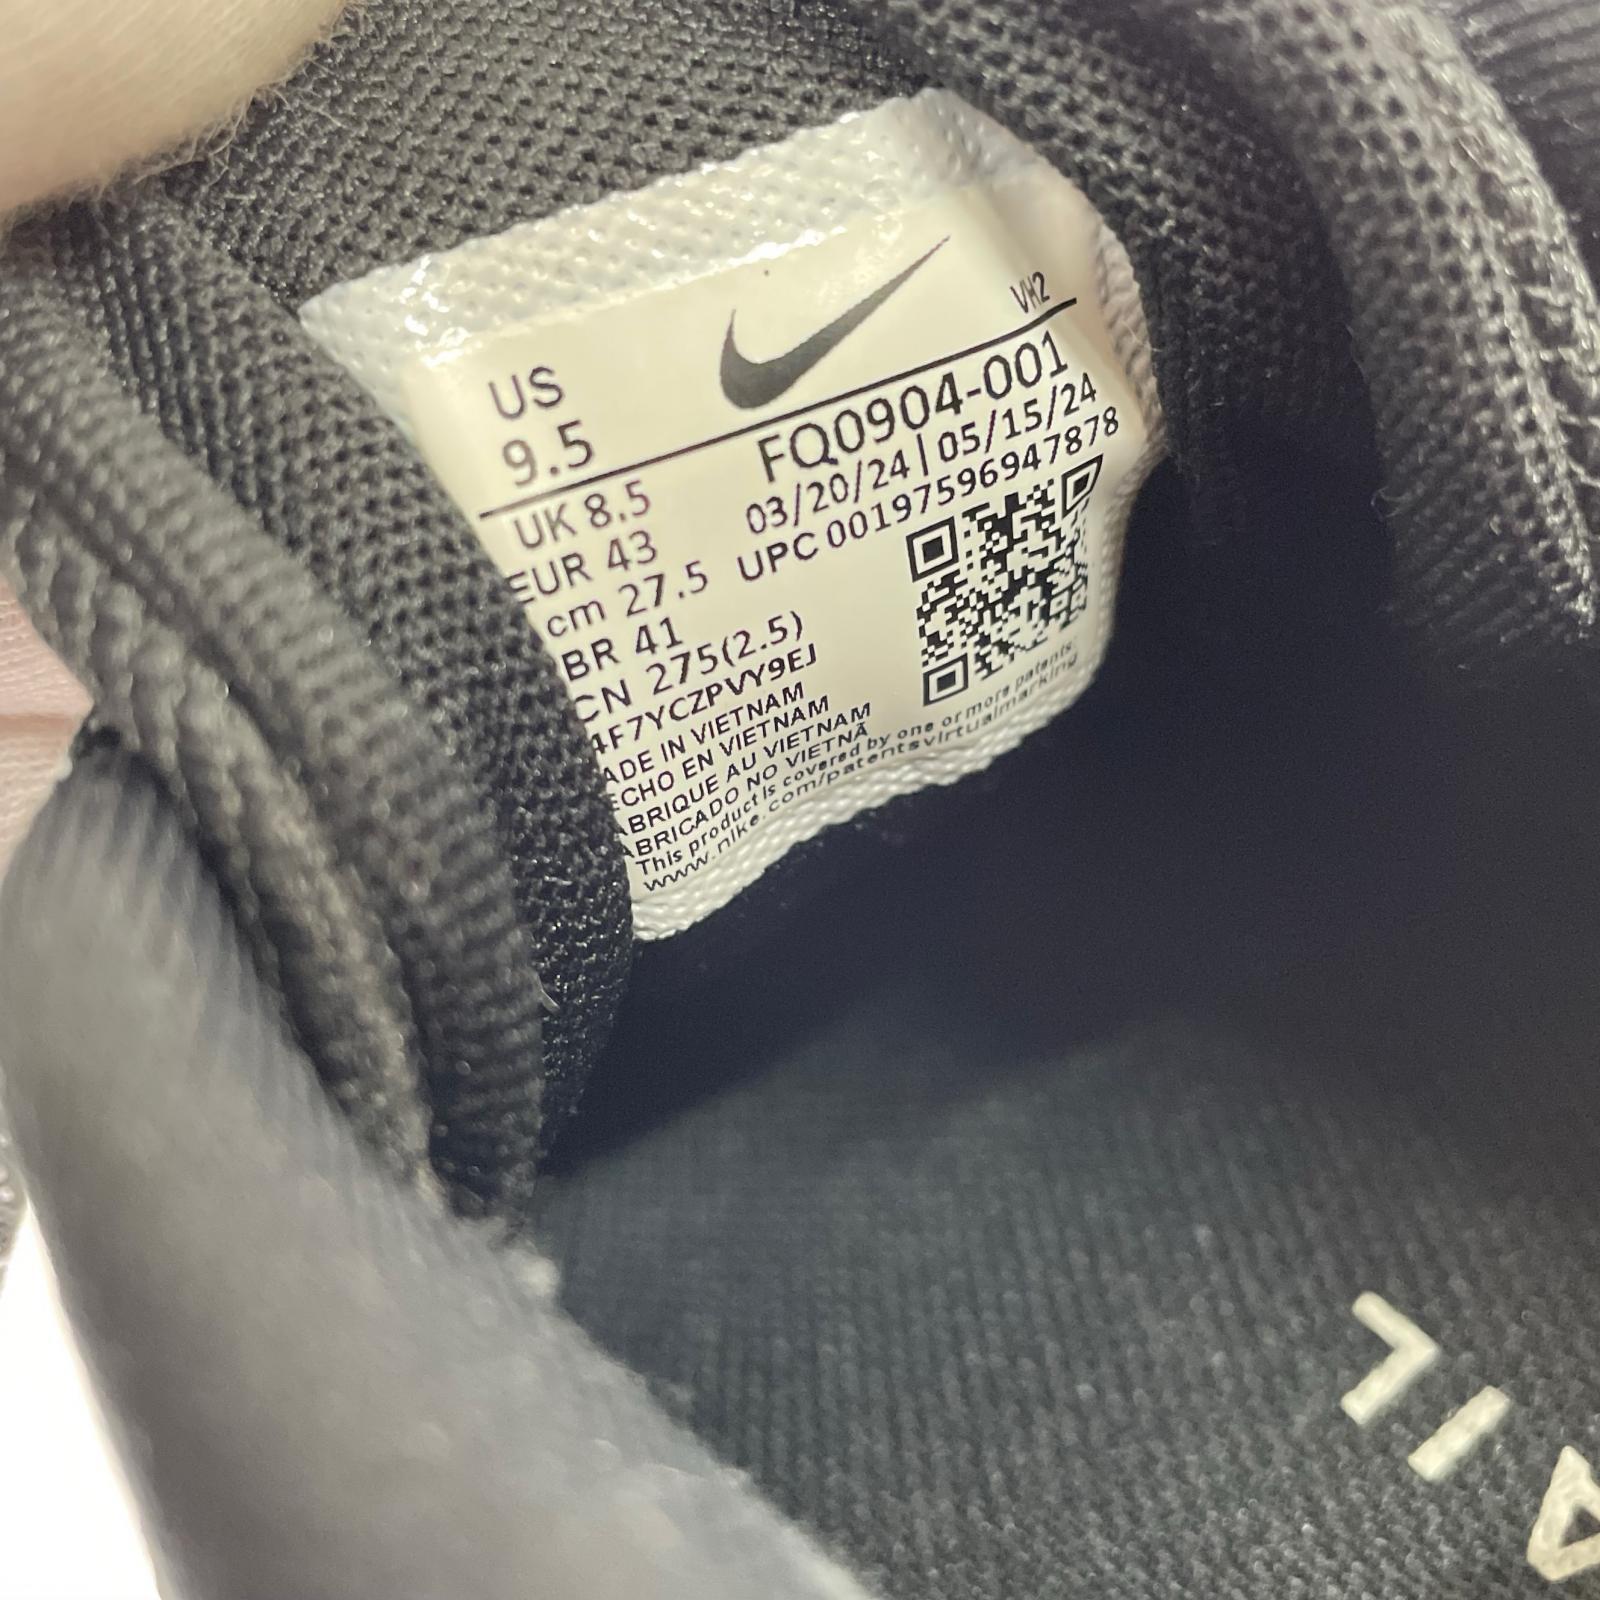 VM2
US
9.5
FQ0904-001
03/20/24 | 05/15/24
UPC 00197596947878
UK 8.5
EUR 43
cm 27.5
BR 41
CN 275(2.5)
4F7YCZPVY9EJ
ADE IN VIETNAM
ECHO EN VIETNAM
ABRIQUE AU VIETNAM
ABRICADO NO VIETNÃ
This product is covered by one or more patents
www.nike.com/patentsvirtualmarking
AIL